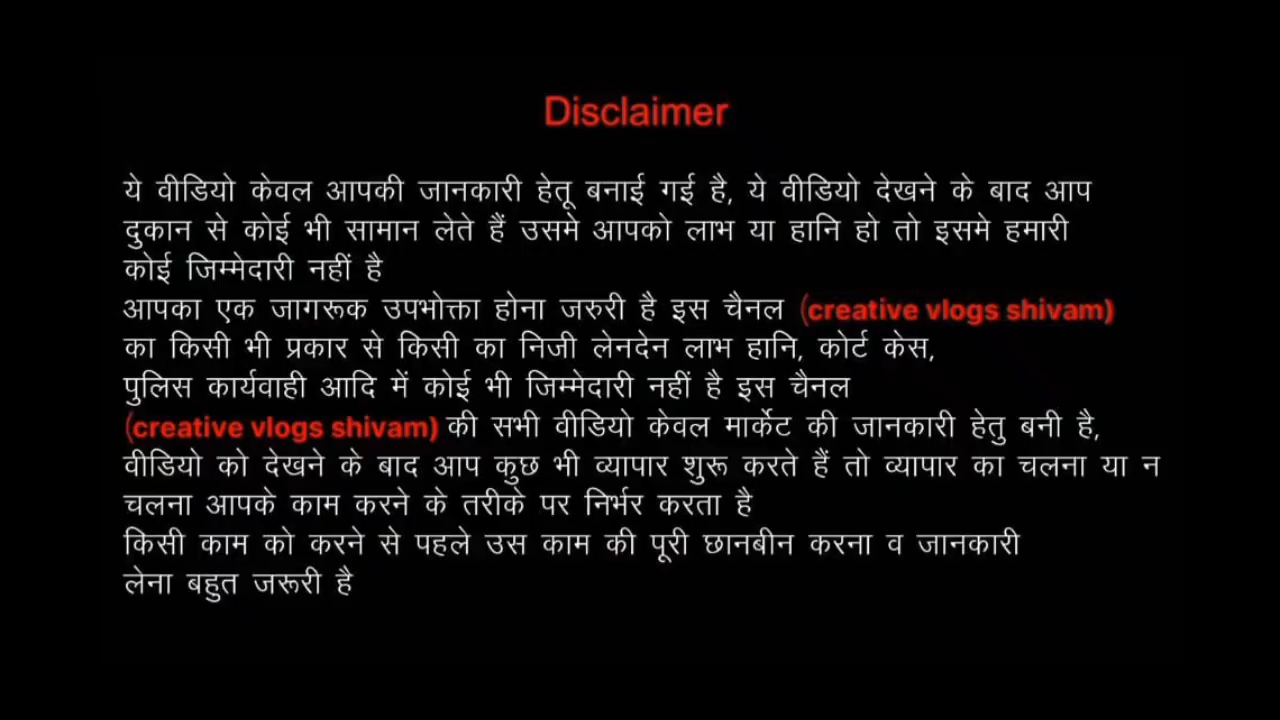 Disclaimer
ये वीडियो केवल आपकी जानकारी हेतू बनाई गई है, ये वीडियो देखने के बाद आप
दुकान से कोई भी सामान लेते हैं उसमे आपको लाभ या हानि हो तो इसमे हमारी
कोई जिम्मेदारी नहीं है
आपका एक जागरूक उपभोक्ता होना जरुरी है इस चैनल (creative vlogs shivam)
का किसी भी प्रकार से किसी का निजी लेनदेन लाभ हानि, कोर्ट केस,
पुलिस कार्यवाही आदि में कोई भी जिम्मेदारी नहीं है इस चैनल
(creative vlogs shivam) की सभी वीडियो केवल मार्केट की जानकारी हेतु बनी है,
वीडियो को देखने के बाद आप कुछ भी व्यापार शुरू करते हैं तो व्यापार का चलना या न
चलना आपके काम करने के तरीके पर निर्भर करता है
किसी काम को करने से पहले उस काम की पूरी छानबीन करना व जानकारी
लेना बहुत जरूरी है